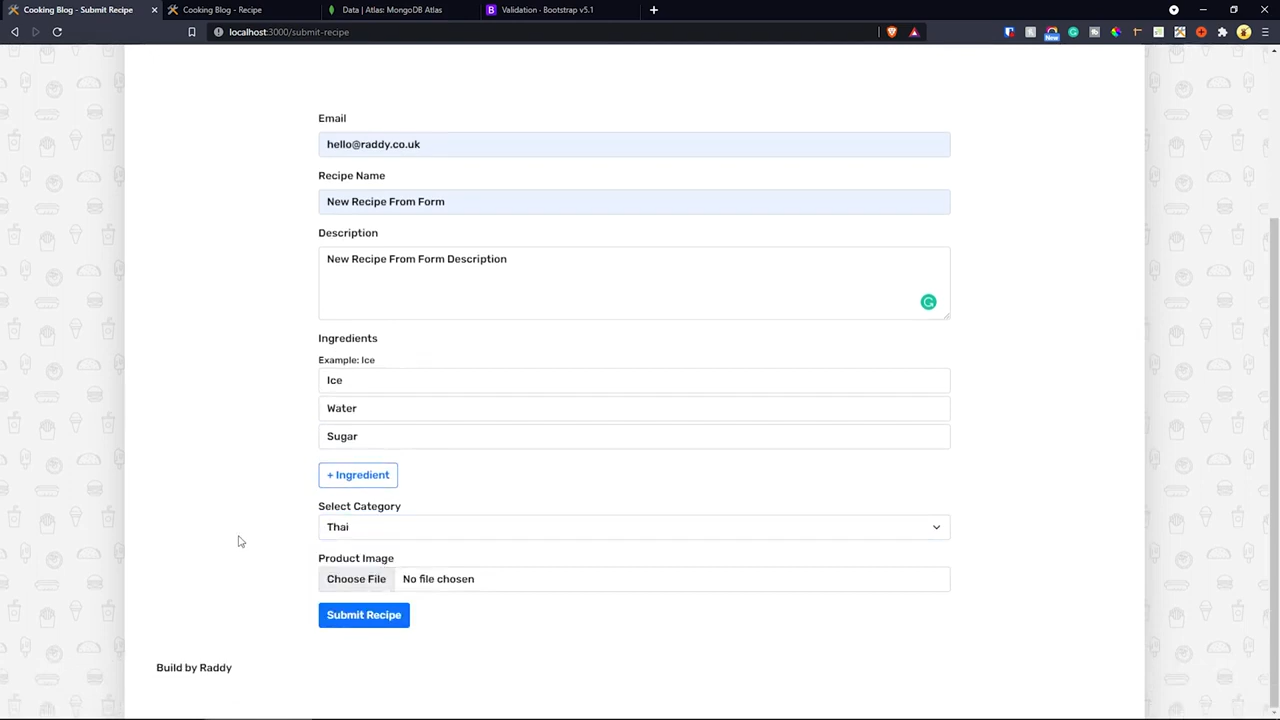 Cooking Blog - Submit Recipe
Cooking Blog - Recipe
Data | Atlas: MongoDB Atlas
Validation · Bootstrap v5.1
localhost:3000/submit-recipe
New
Email
hello@raddy.co.uk
Recipe Name
New Recipe From Form
Description
New Recipe From Form Description
Ingredients
Example: Ice
Ice
Water
Sugar
+ Ingredient
Select Category
Thai
Product Image
Choose File No file chosen
Submit Recipe
Build by Raddy